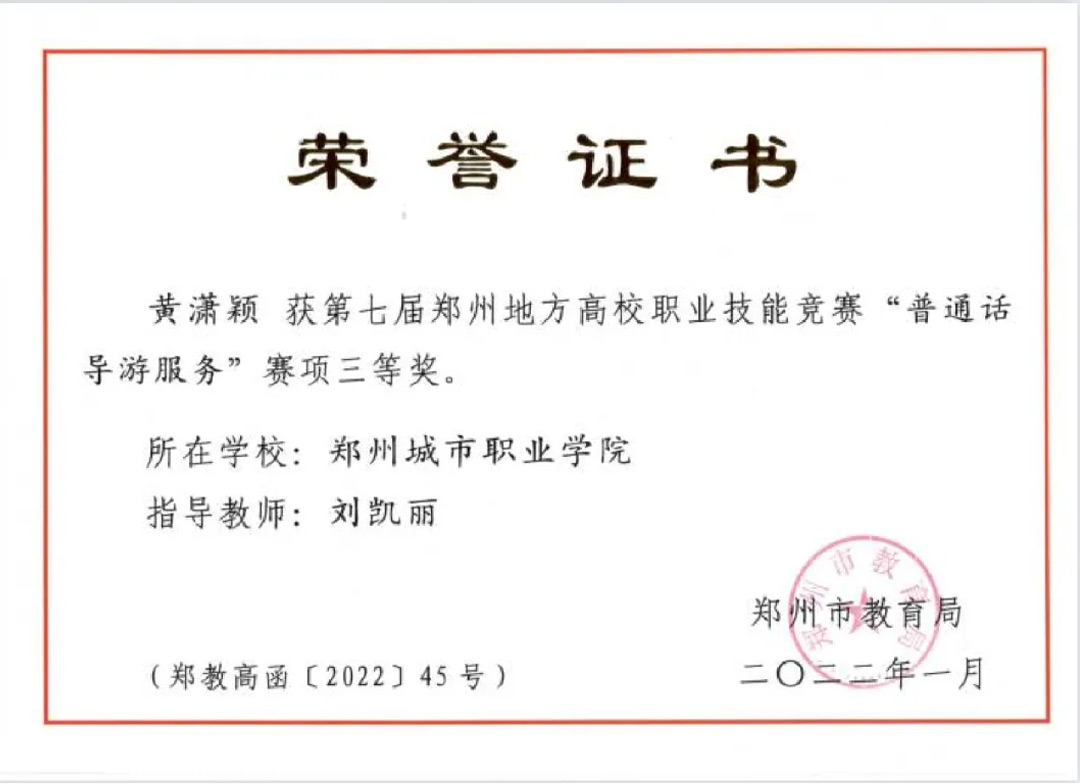 荣誉证书
黄潇颖 获第七届郑州地方高校职业技能竞赛“普通话
导游服务”赛项三等奖。
所在学校：郑州城市职业学院
指导教师：刘凯丽
郑州市教育局
郑州市教育局
（郑教高函〔2022〕45号）
二〇二二年一月